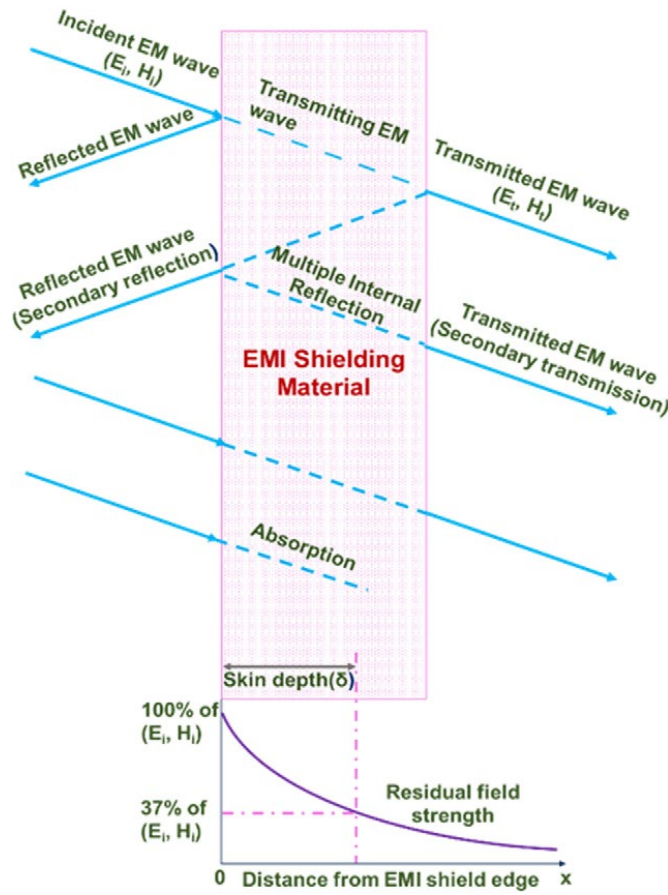 Incident EM wave
(Ei, Hi)
Reflected EM wave
Transmitting EM
wave
Transmitted EM wave
(Et, Ht)
Reflected EM wave
(Secondary reflection)
Multiple Internal
Reflection
Transmitted EM wave
(Secondary transmission)
EMI Shielding
Material
Absorption
Skin depth(δ)
100% of
(Ei, Hi)
37% of
(Ei, Hi)
Residual field
strength
0 Distance from EMI shield edge x